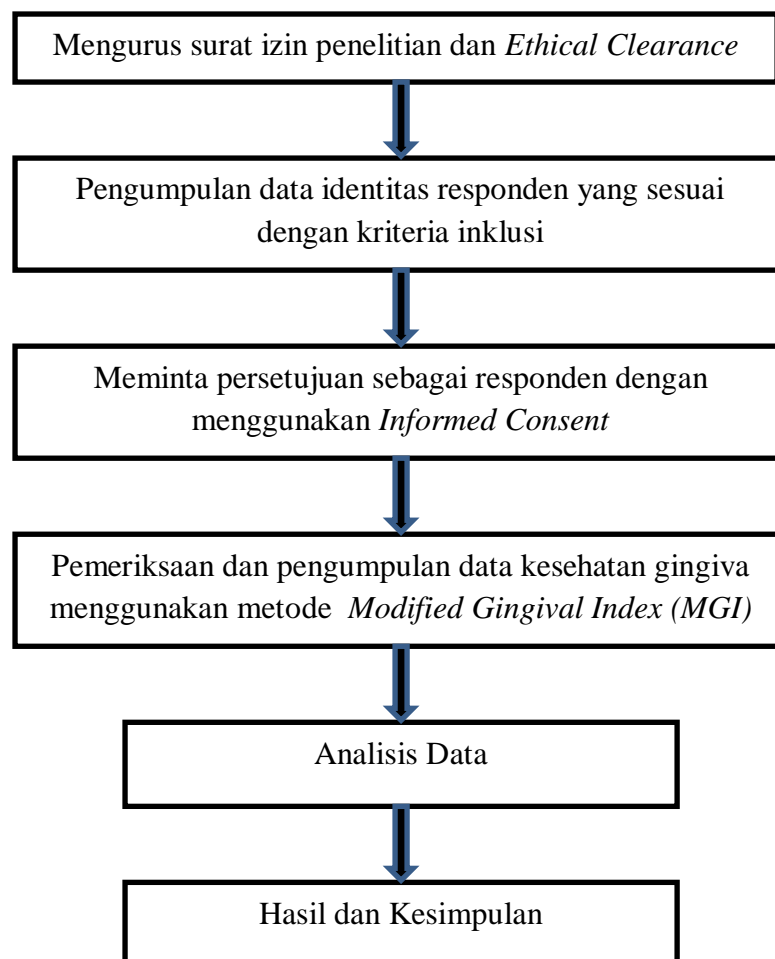 Mengurus surat izin penelitian dan Ethical Clearance
Pengumpulan data identitas responden yang sesuai
dengan kriteria inklusi
Meminta persetujuan sebagai responden dengan
menggunakan Informed Consent
Pemeriksaan dan pengumpulan data kesehatan gingiva
menggunakan metode Modified Gingival Index (MGI)
Analisis Data
Hasil dan Kesimpulan